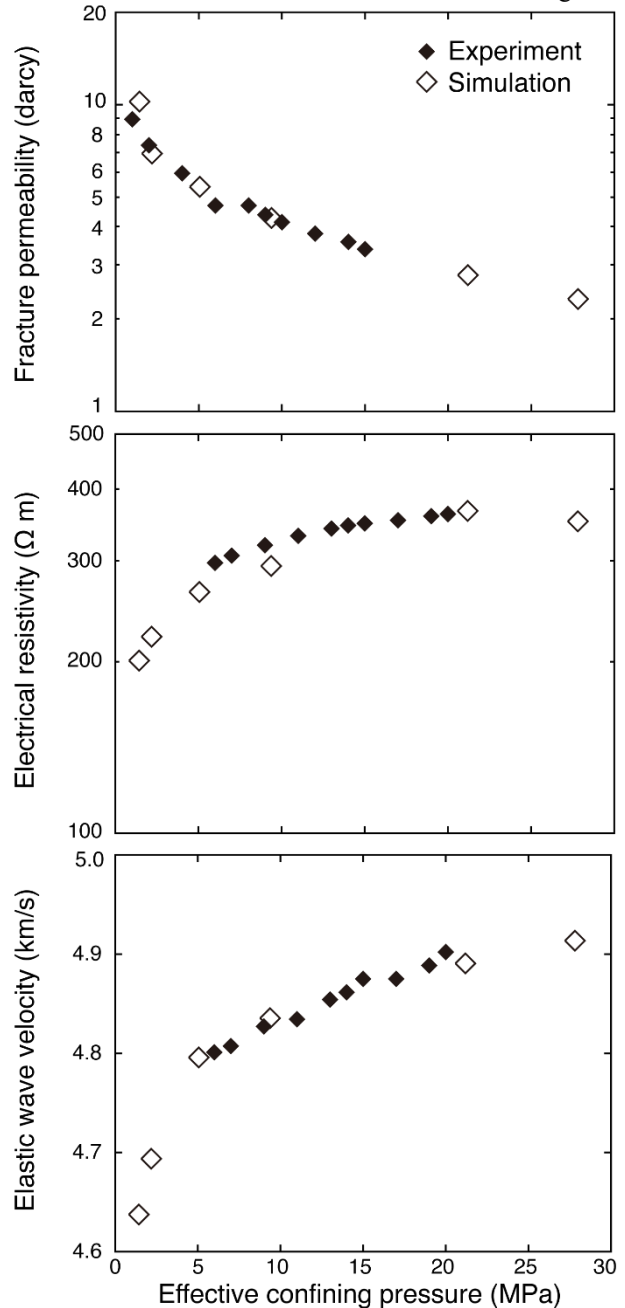 20
10
8
6
5
4
3
2
1
Fracture permeability (darcy)
Experiment
Simulation
500
400
300
200
100
Electrical resistivity (Ω m)
5.0
4.9
4.8
4.7
4.6
Elastic wave velocity (km/s)
0 5 10 15 20 25 30
Effective confining pressure (MPa)